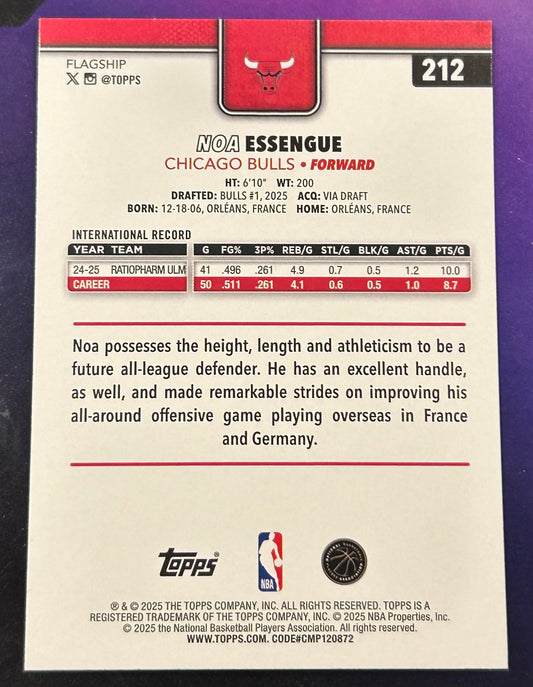 FLAGSHIP
@TOPPS
212
NOA ESSENGUE
CHICAGO BULLS • FORWARD
HT: 6'10" WT: 200
DRAFTED: BULLS #1, 2025 ACQ: VIA DRAFT
BORN: 12-18-06, ORLÉANS, FRANCE HOME: ORLÉANS, FRANCE
INTERNATIONAL RECORD
YEAR TEAM G FG% 3P% REB/G STL/G BLK/G AST/G PTS/G
24-25 RATIOPHARM ULM 41 .496 .261 4.9 0.7 0.5 1.2 10.0
CAREER 50 .511 .261 4.1 0.6 0.5 1.0 8.7
Noa possesses the height, length and athleticism to be a
future all-league defender. He has an excellent handle,
as well, and made remarkable strides on improving his
all-around offensive game playing overseas in France
and Germany.
TOPPS®
NBA
® & © 2025 THE TOPPS COMPANY, INC. ALL RIGHTS RESERVED. TOPPS IS A
REGISTERED TRADEMARK OF THE TOPPS COMPANY, INC. © 2025 NBA Properties, Inc.
© 2025 the National Basketball Players Association. All rights reserved.
WWW.TOPPS.COM. CODE#CMP120872